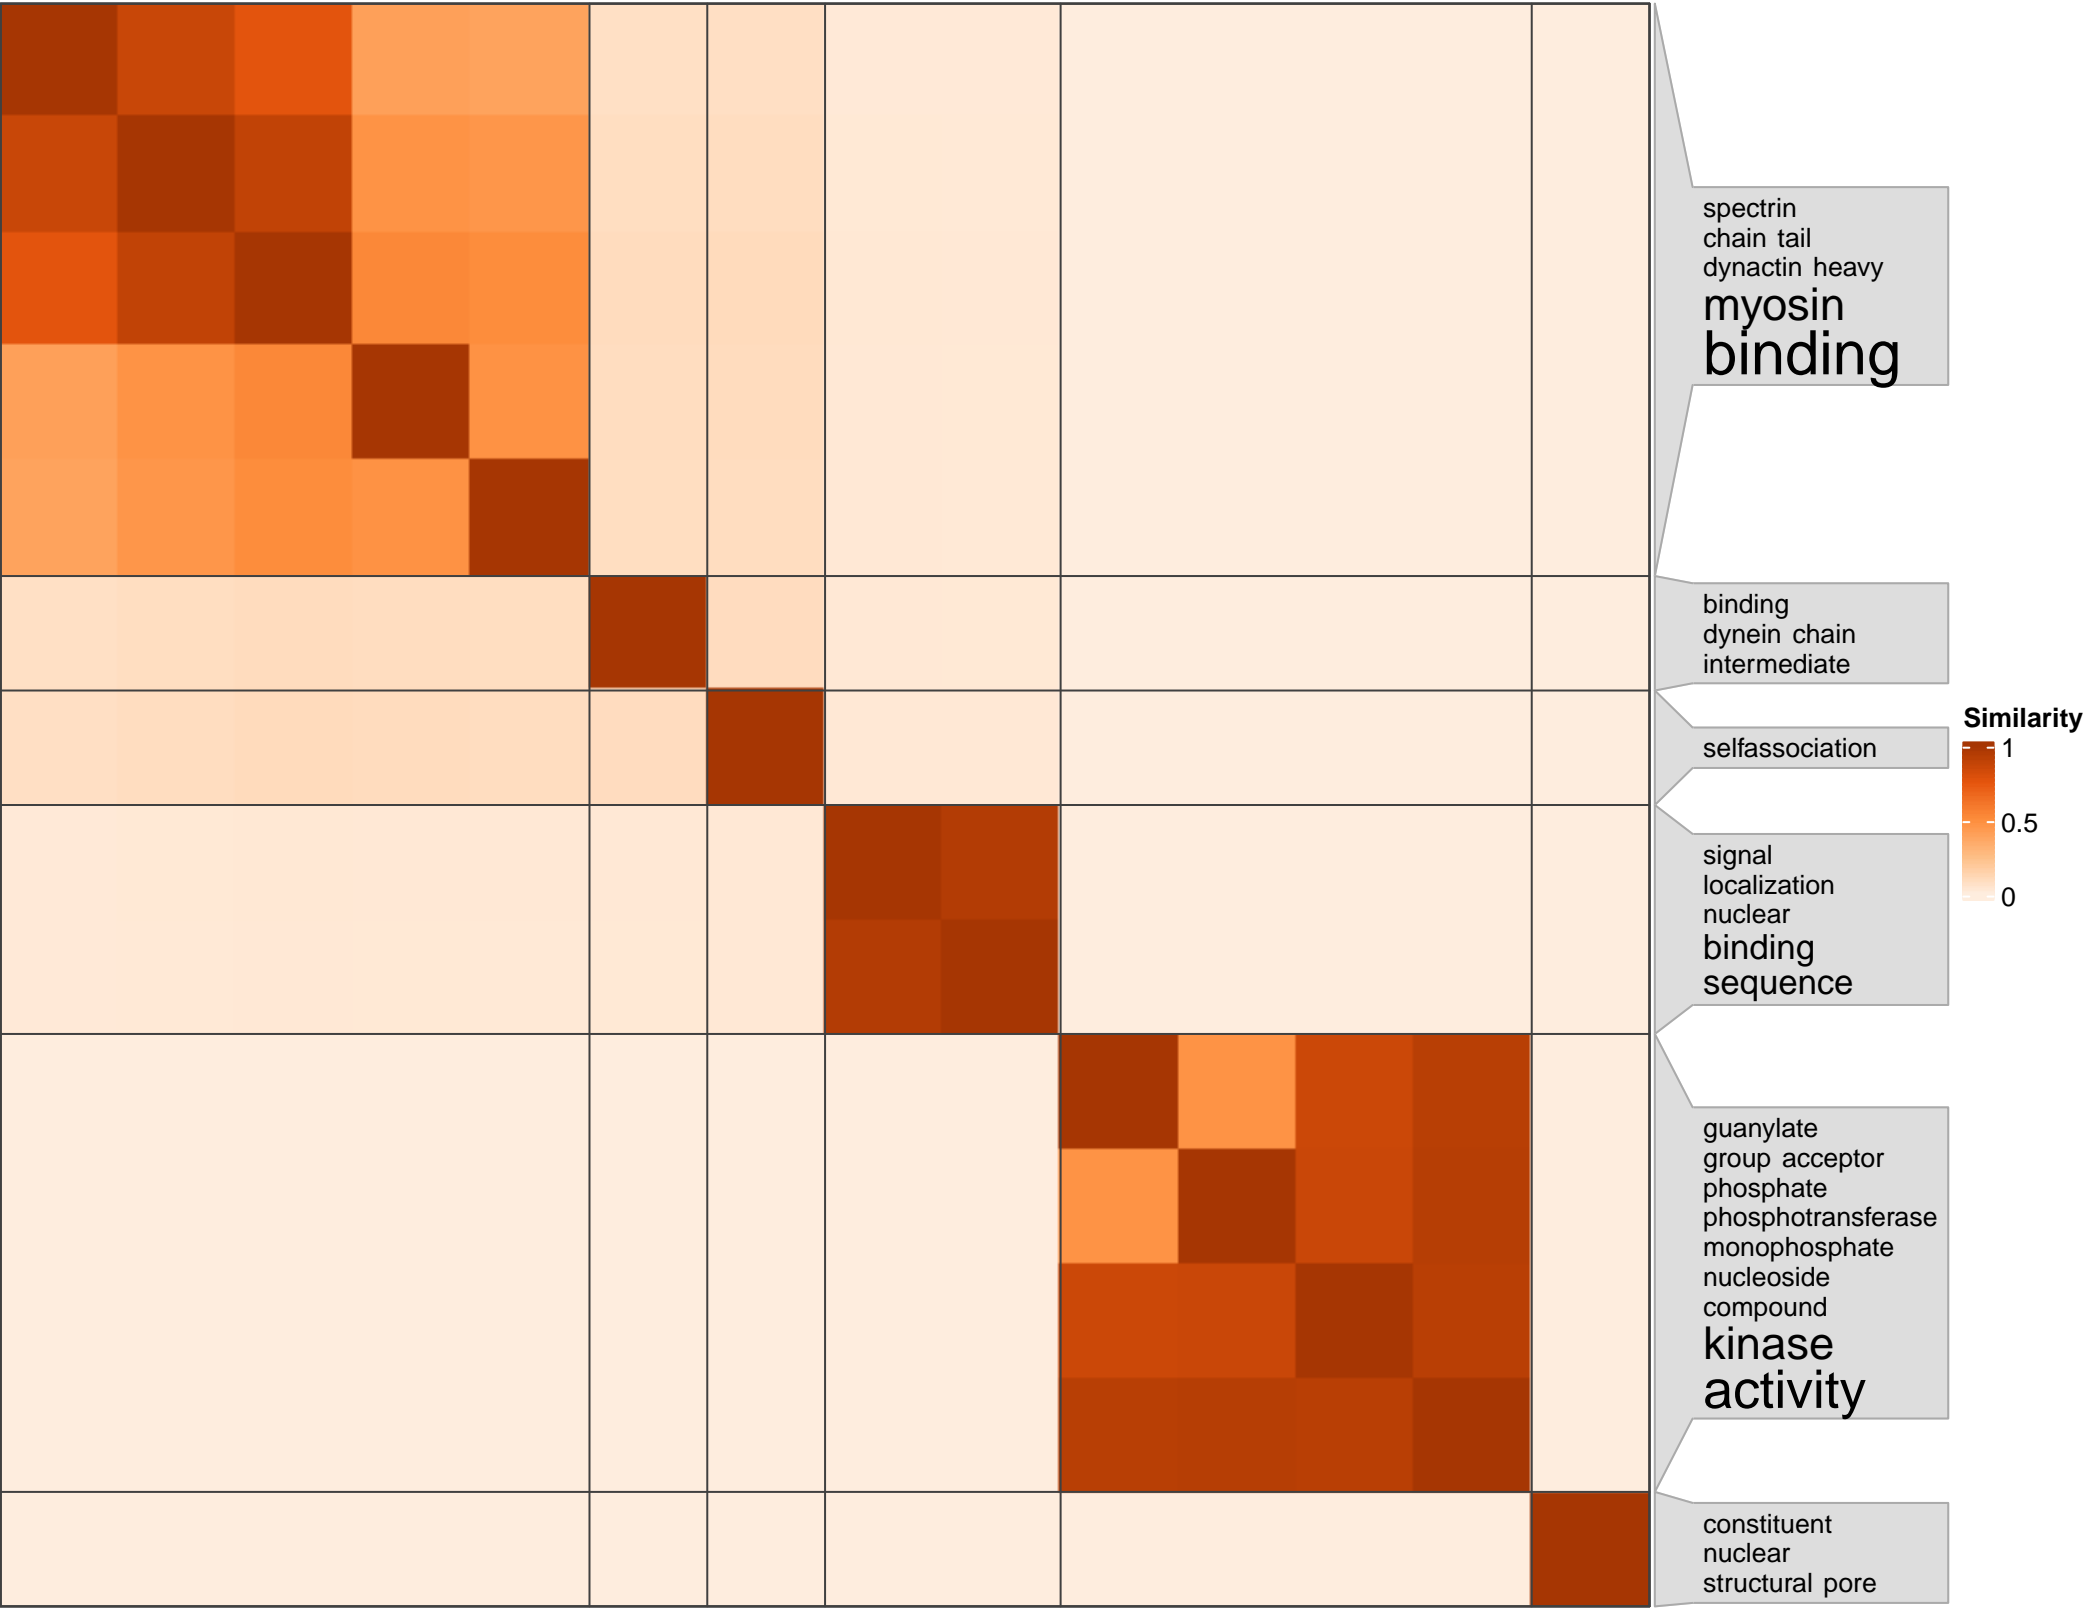 spectrin
chain tail
dynactin heavy
myosin
binding
binding
dynein chain
intermediate
selfassociation
Similarity
1
0.5
0
signal
localization
nuclear
binding
sequence
guanylate
group acceptor
phosphate
phosphotransferase
monophosphate
nucleoside
compound
kinase
activity
constituent
nuclear
structural pore